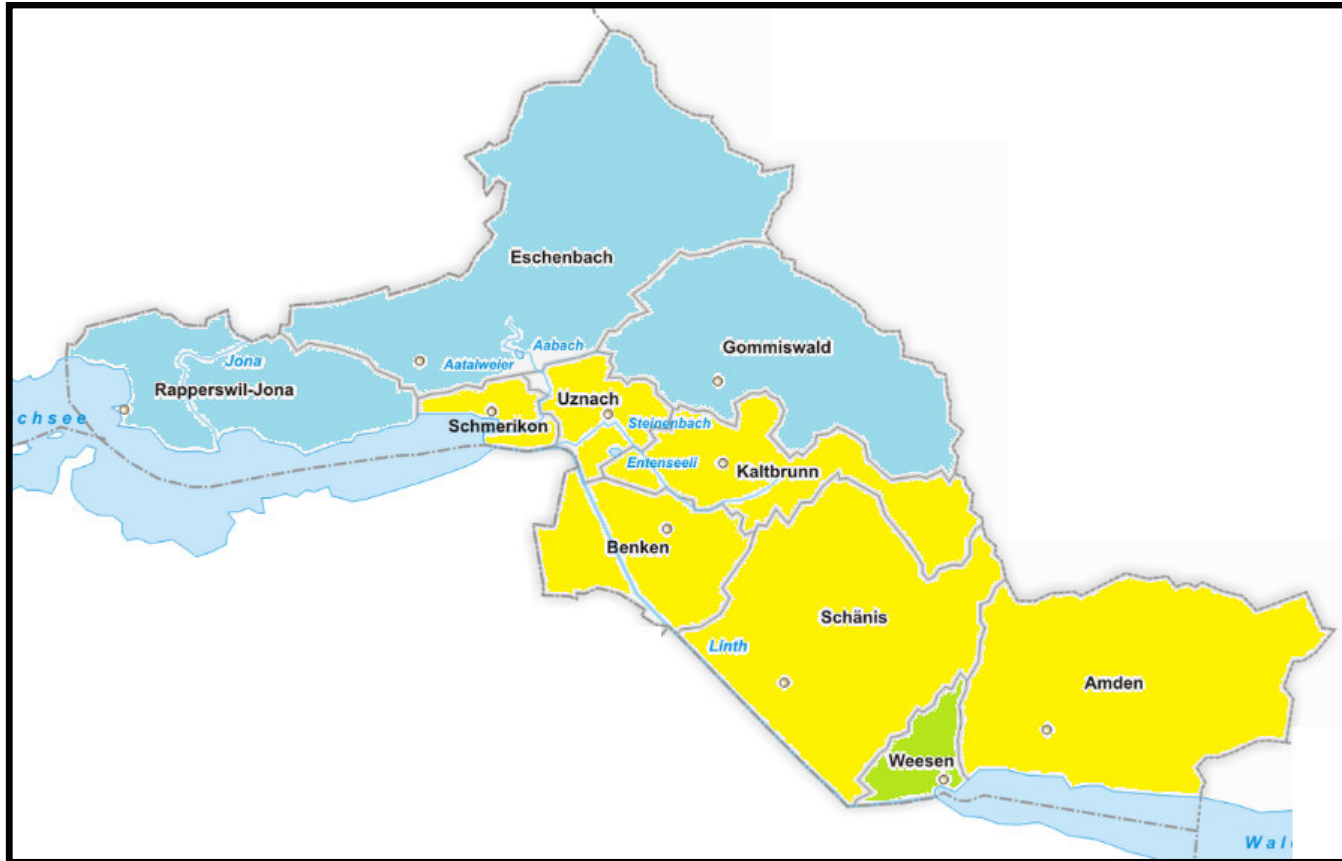 Eschenbach
Gommiswald
Aabach
Aatalweier
Jona
Rapperswil-Jona
chsee
Uznach
Schmerikon
Steinenbach
Entenseeli
Kaltbrunn
Benken
Schänis
Linth
Amden
Weesen
Wal